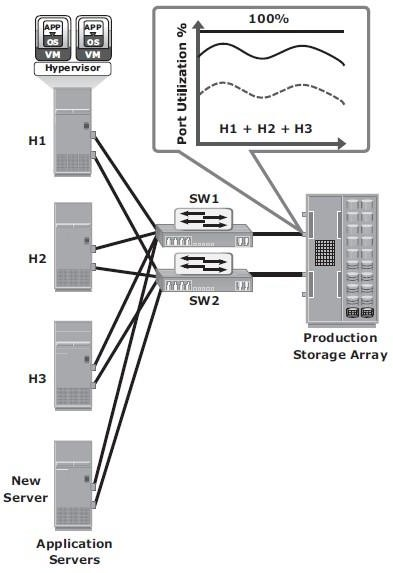 APP APP
OS OS
VM VM
Hypervisor
100%
Port Utilization %
H1 + H2 + H3
H1
SW1
H2
SW2
Production
Storage Array
H3
New
Server
Application
Servers